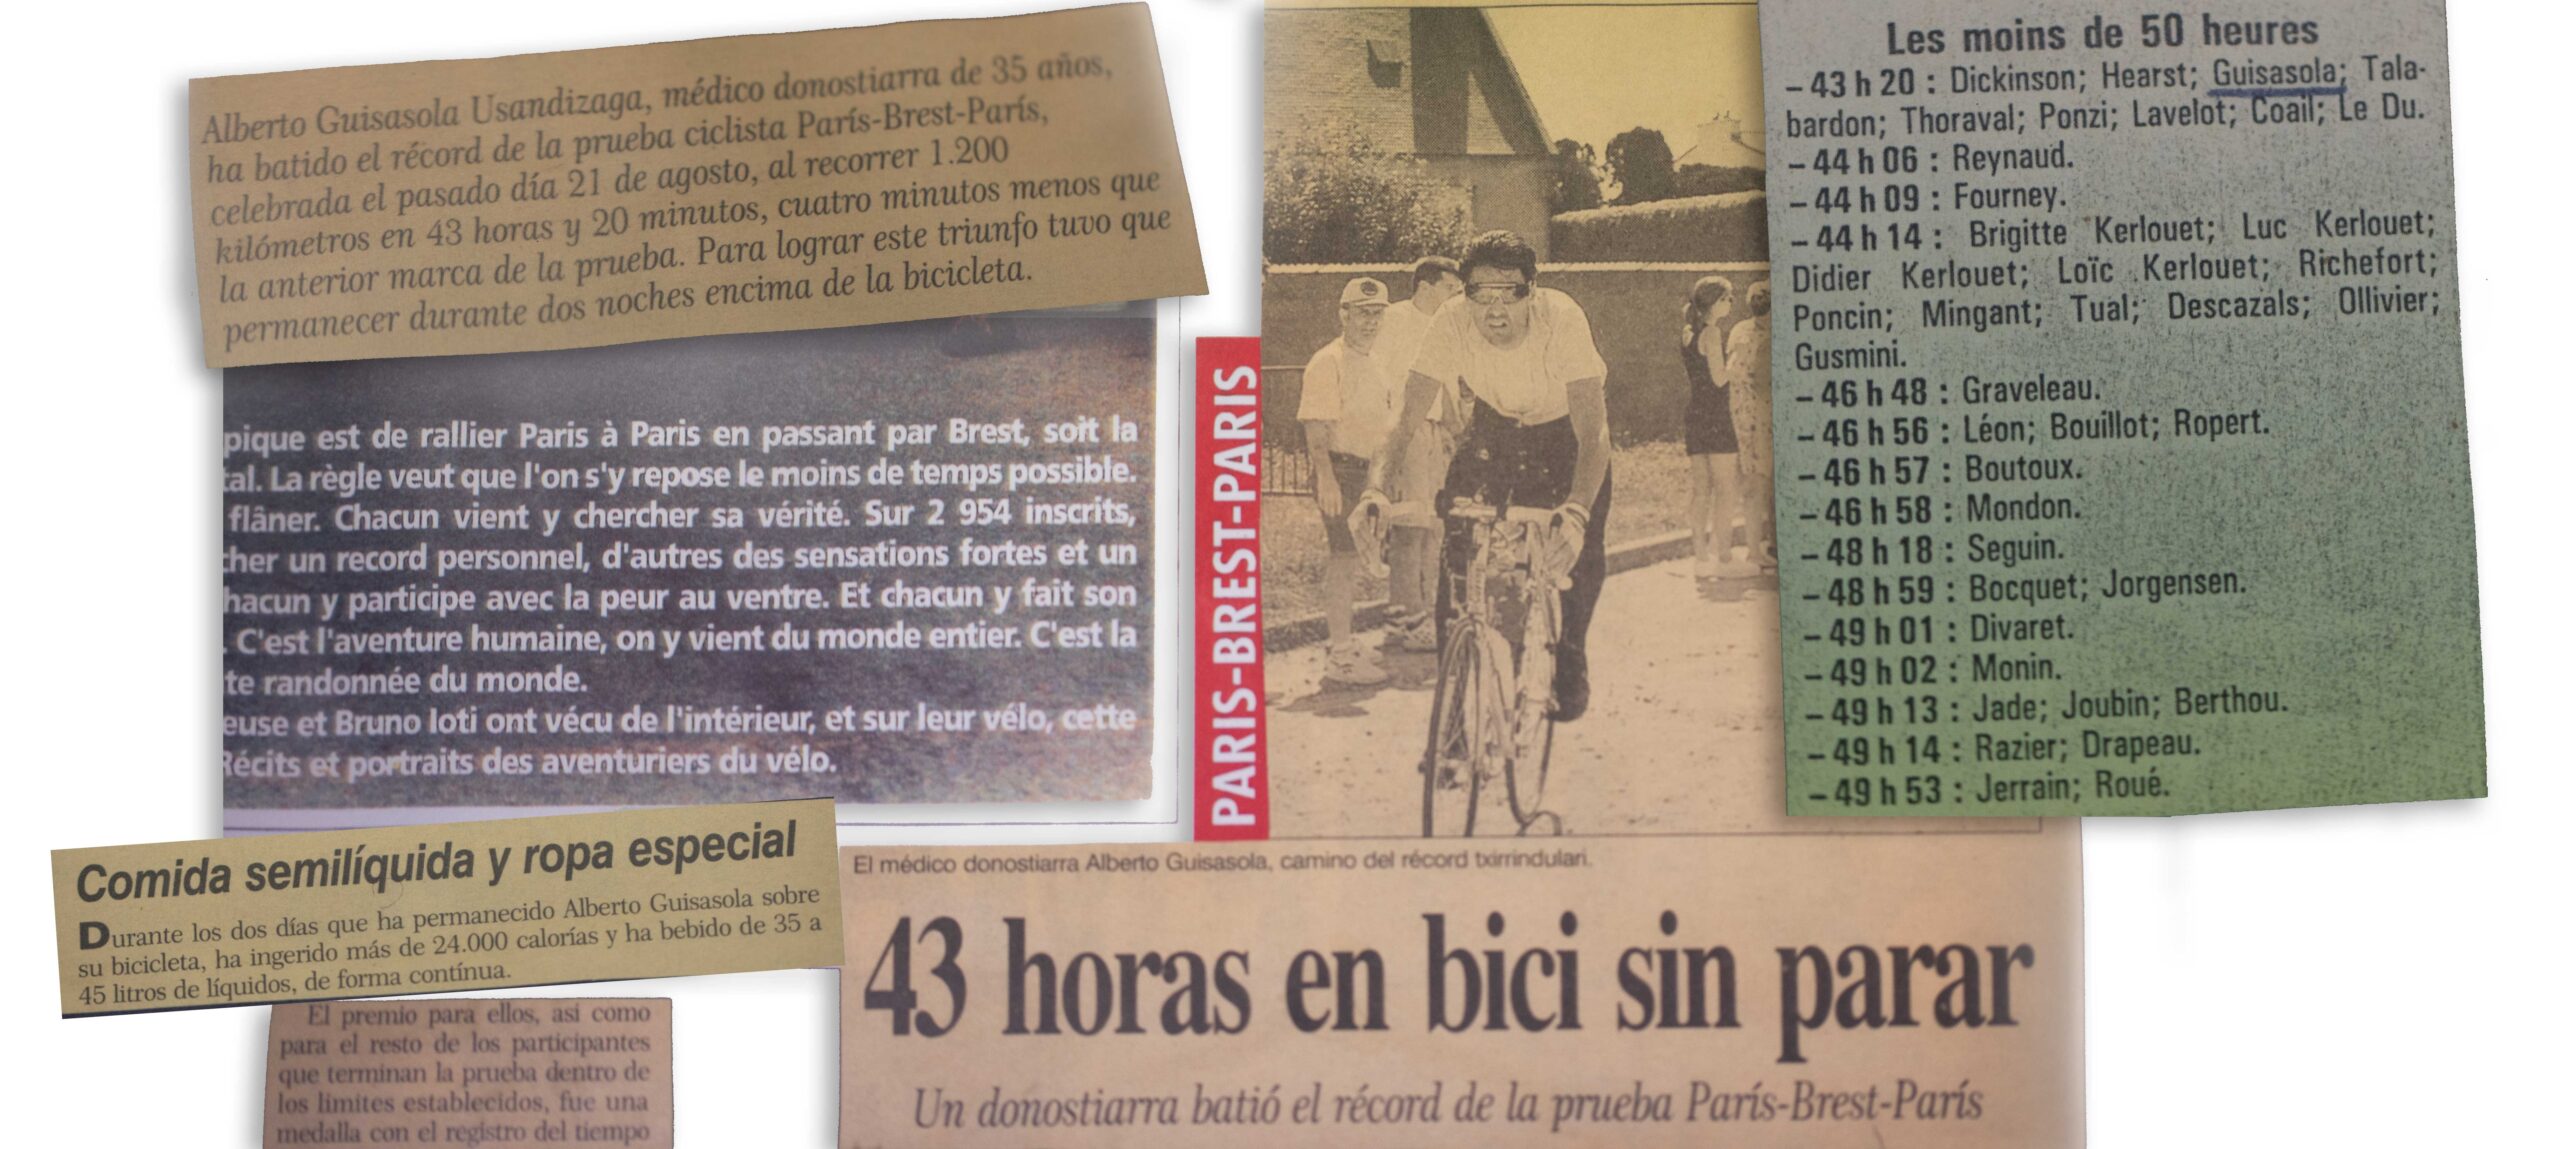 Alberto Guisasola Usandizaga, médico donostiarra de 35 años,
ha batido el récord de la prueba ciclista París-Brest-París,
celebrada el pasado día 21 de agosto, al recorrer 1.200
kilómetros en 43 horas y 20 minutos, cuatro minutos menos que
la anterior marca de la prueba. Para lograr este triunfo tuvo que
permanecer durante dos noches encima de la bicicleta.
pique est de rallier Paris à Paris en passant par Brest, soit la
tal. La règle veut que l'on s'y repose le moins de temps possible.
flâner. Chacun vient y chercher sa vérité. Sur 2 954 inscrits,
cher un record personnel, d'autres des sensations fortes et un
hacun y participe avec la peur au ventre. Et chacun y fait son
. C'est l'aventure humaine, on y vient du monde entier. C'est la
te randonnée du monde.
euse et Bruno Ioti ont vécu de l'intérieur, et sur leur vélo, cette
Récits et portraits des aventuriers du vélo.
Comida semilíquida y ropa especial
Durante los dos días que ha permanecido Alberto Guisasola sobre
su bicicleta, ha ingerido más de 24.000 calorías y ha bebido de 35 a
45 litros de líquidos, de forma contínua.
El premio para ellos, así como
para el resto de los participantes
que terminan la prueba dentro de
los límites establecidos, fue una
medalla con el registro del tiempo
PARIS-BREST-PARIS
El médico donostiarra Alberto Guisasola, camino del récord txirrindulari.
43 horas en bici sin parar
Un donostiarra batió el récord de la prueba París-Brest-París
Les moins de 50 heures
– 43 h 20 : Dickinson; Hearst; Guisasola; Tala-
bardon; Thoraval; Ponzi; Lavelot; Coail; Le Du.
– 44 h 06 : Reynaud.
– 44 h 09 : Fourney.
– 44 h 14 : Brigitte Kerlouet; Luc Kerlouet;
Didier Kerlouet; Loïc Kerlouet; Richefort;
Poncin; Mingant; Tual; Descazals; Ollivier;
Gusmini.
– 46 h 48 : Graveleau.
– 46 h 56 : Léon; Bouillot; Ropert.
– 46 h 57 : Boutoux.
– 46 h 58 : Mondon.
– 48 h 18 : Seguin.
– 48 h 59 : Bocquet; Jorgensen.
– 49 h 01 : Divaret.
– 49 h 02 : Monin.
– 49 h 13 : Jade; Joubin; Berthou.
– 49 h 14 : Razier; Drapeau.
– 49 h 53 : Jerrain; Roué.